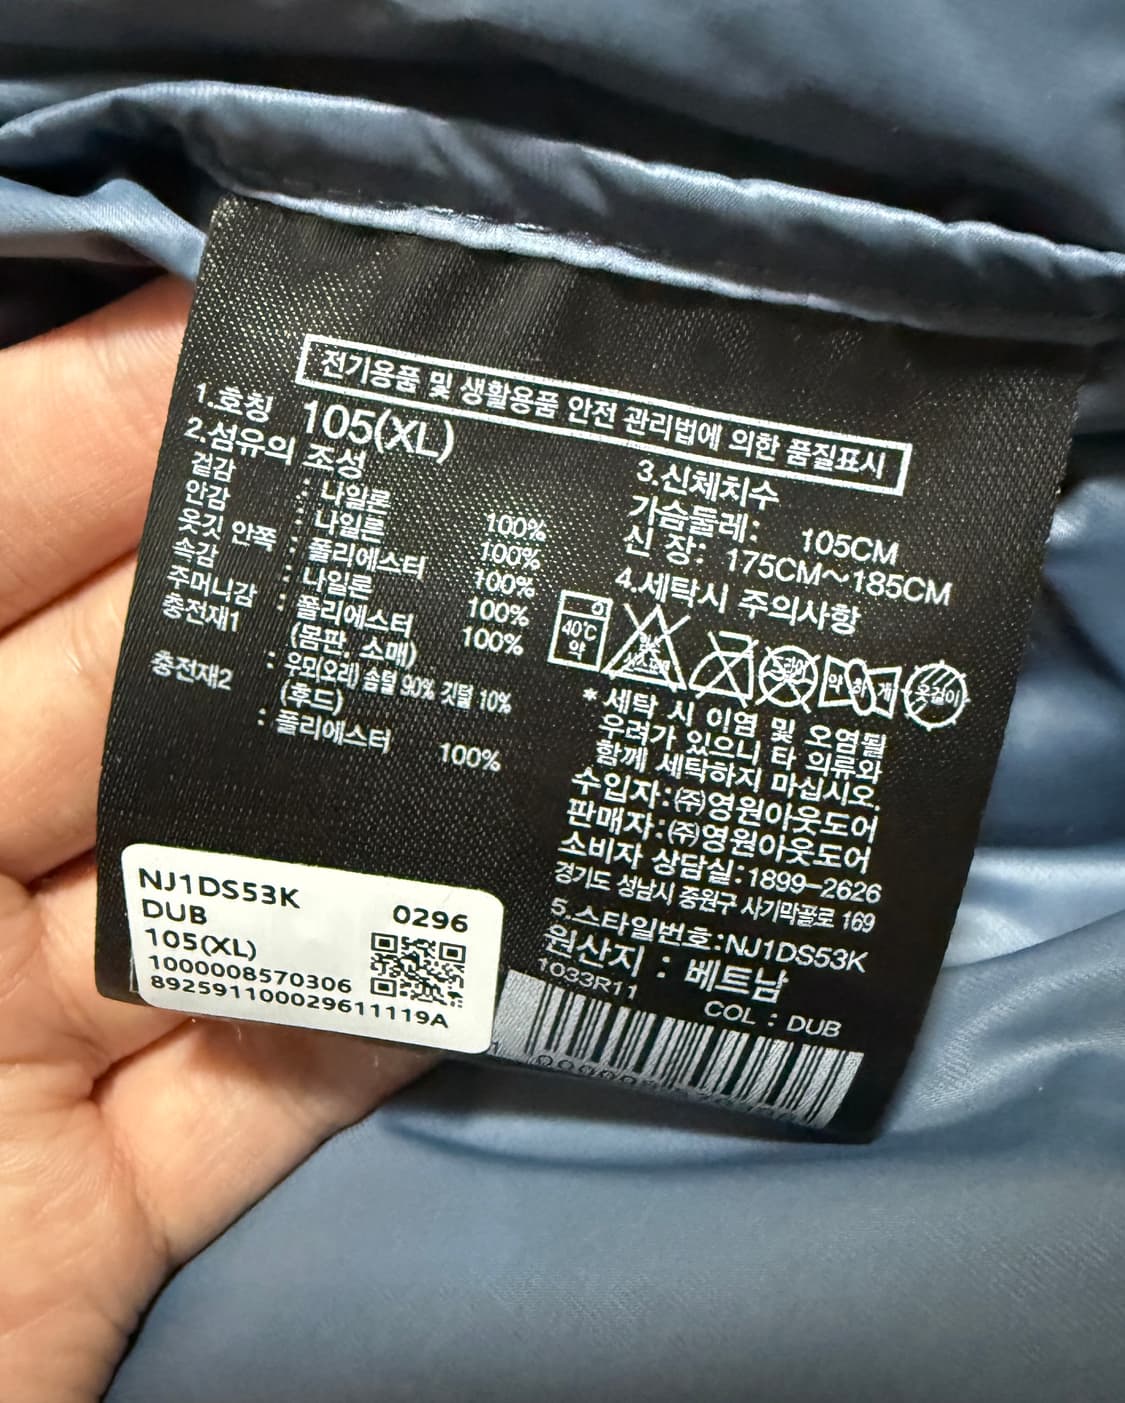 전기용품 및 생활용품 안전 관리법에 의한 품질표시
1.호칭 105(XL)
2.섬유의 조성
겉감 : 나일론 100%
안감 : 나일론 100%
옷깃 안쪽 : 폴리에스터 100%
속감 : 나일론 100%
주머니감 : 폴리에스터 100%
충전재1 (몸판, 소매)
: 우모(오리) 솜털 90% 깃털 10%
충전재2 (후드)
: 폴리에스터 100%
3.신체치수
가슴둘레: 105CM
신 장: 175CM~185CM
4.세탁시 주의사항
40℃
약
드라이
약 하 게
옷걸이
* 세탁 시 이염 및 오염될
우려가 있으니 타 의류와
함께 세탁하지 마십시오.
수입자:㈜영원아웃도어
판매자:㈜영원아웃도어
소비자 상담실:1899-2626
경기도 성남시 중원구 사기막골로 169
5.스타일번호:NJ1DS53K
원산지 : 베트남
1033R11
COL : DUB
NJ1DS53K
DUB 0296
105(XL)
1000008570306
892591100029611119A